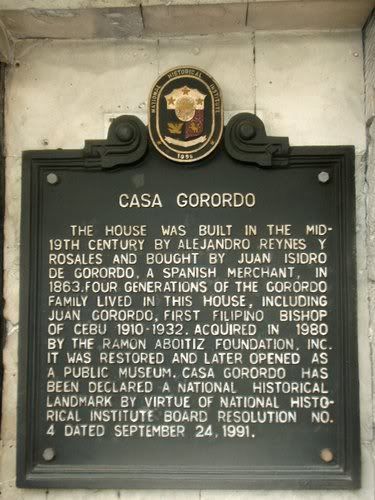 NATIONAL HISTORICAL INSTITUTE
CASA GORORDO
THE HOUSE WAS BUILT IN THE MID-
19TH CENTURY BY ALEJANDRO REYNES Y
ROSALES AND BOUGHT BY JUAN ISIDRO
DE GORORDO, A SPANISH MERCHANT, IN
1863. FOUR GENERATIONS OF THE GORORDO
FAMILY LIVED IN THIS HOUSE, INCLUDING
JUAN GORORDO, FIRST FILIPINO BISHOP
OF CEBU 1910-1932. ACQUIRED IN 1980
BY THE RAMON ABOITIZ FOUNDATION, INC.
IT WAS RESTORED AND LATER OPENED AS
A PUBLIC MUSEUM. CASA GORORDO HAS
BEEN DECLARED A NATIONAL HISTORICAL
LANDMARK BY VIRTUE OF NATIONAL HISTO-
RICAL INSTITUTE BOARD RESOLUTION NO.
4 DATED SEPTEMBER 24, 1991.